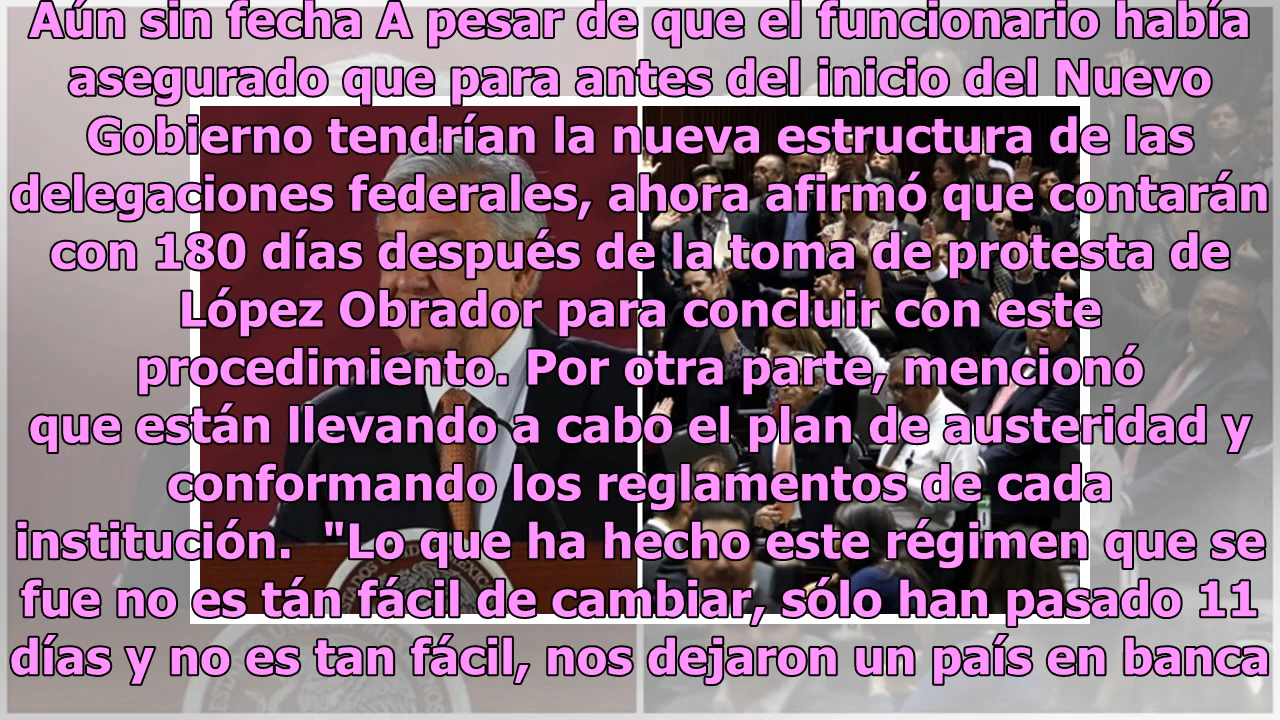 Aún sin fecha A pesar de que el funcionario había
asegurado que para antes del inicio del Nuevo
Gobierno tendrían la nueva estructura de las
delegaciones federales, ahora afirmó que contarán
con 180 días después de la toma de protesta de
López Obrador para concluir con este
procedimiento. Por otra parte, mencionó
que están llevando a cabo el plan de austeridad y
conformando los reglamentos de cada
institución.  "Lo que ha hecho este régimen que se
fue no es tán fácil de cambiar, sólo han pasado 11
días y no es tan fácil, nos dejaron un país en banca